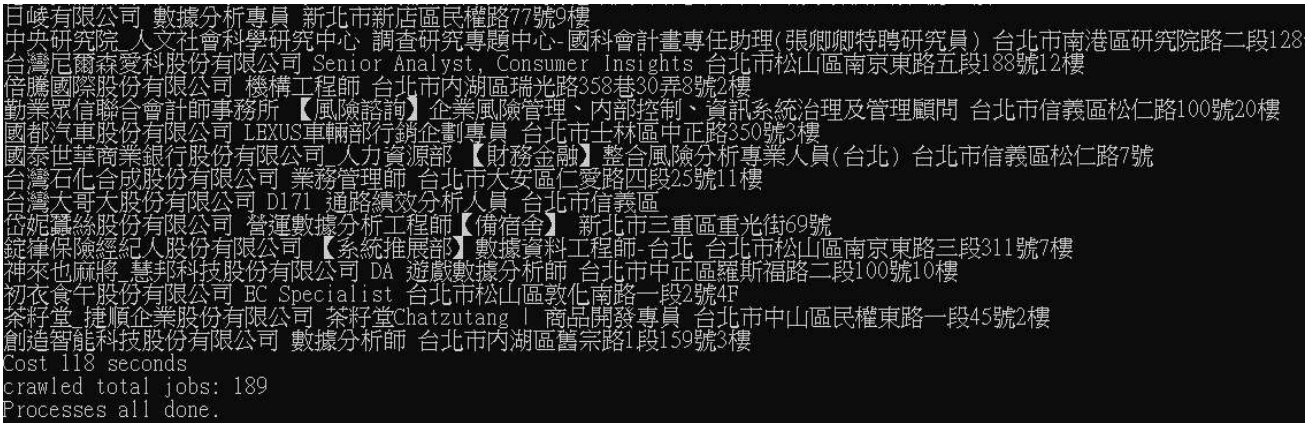 日崚有限公司 數據分析專員 新北市新店區民權路77號9樓
中央研究院_人文社會科學研究中心 調查研究專題中心-國科會計畫專任助理(張卿卿特聘研究員) 台北市南港區研究院路二段128
台灣尼爾森愛科股份有限公司 Senior Analyst, Consumer Insights 台北市松山區南京東路五段188號12樓
倍騰國際股份有限公司 機構工程師 台北市內湖區瑞光路358巷30弄8號2樓
勤業眾信聯合會計師事務所 【風險諮詢】企業風險管理、內部控制、資訊系統治理及管理顧問 台北市信義區松仁路100號20樓
國都汽車股份有限公司 LEXUS車輛部行銷企劃專員 台北市士林區中正路350號3樓
國泰世華商業銀行股份有限公司_人力資源部 【財務金融】整合風險分析專業人員(台北) 台北市信義區松仁路7號
台灣石化合成股份有限公司 業務管理師 台北市大安區仁愛路四段25號11樓
台灣大哥大股份有限公司 D171 通路績效分析人員 台北市信義區
岱妮蠶絲股份有限公司 營運數據分析工程師【備宿舍】 新北市三重區重光街69號
錠嵂保險經紀人股份有限公司 【系統推展部】數據資料工程師-台北 台北市松山區南京東路三段311號7樓
神來也麻將_慧邦科技股份有限公司 DA 遊戲數據分析師 台北市中正區羅斯福路二段100號10樓
初衣食午股份有限公司 BC Specialist 台北市松山區敦化南路一段2號4F
茶籽堂_捷順企業股份有限公司 茶籽堂Chatzutang | 商品開發專員 台北市中山區民權東路一段45號2樓
創造智能科技股份有限公司 數據分析師 台北市內湖區舊宗路1段159號3樓
Cost 118 seconds
crawled total jobs: 189
Processes all done.